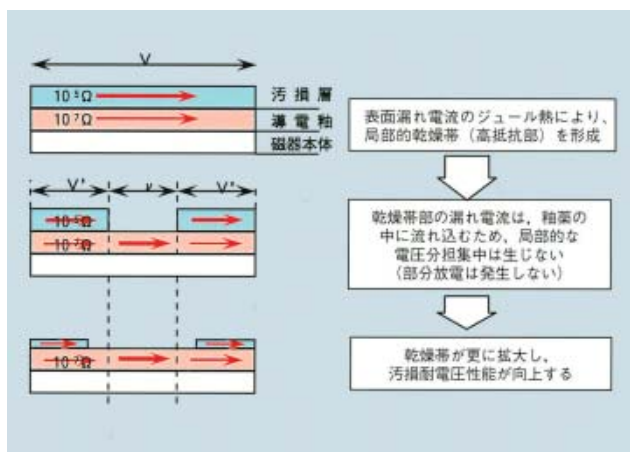 V
10⁵Ω
汚損層
10⁷Ω
導電釉
磁器本体
V'
v
V'
10⁵Ω
10⁷Ω
10⁷Ω
表面漏れ電流のジュール熱により、
局部的乾燥帯（高抵抗部）を形成
乾燥帯部の漏れ電流は，釉薬の
中に流れ込むため、局部的な
電圧分担集中は生じない
（部分放電は発生しない）
乾燥帯が更に拡大し、
汚損耐電圧性能が向上する